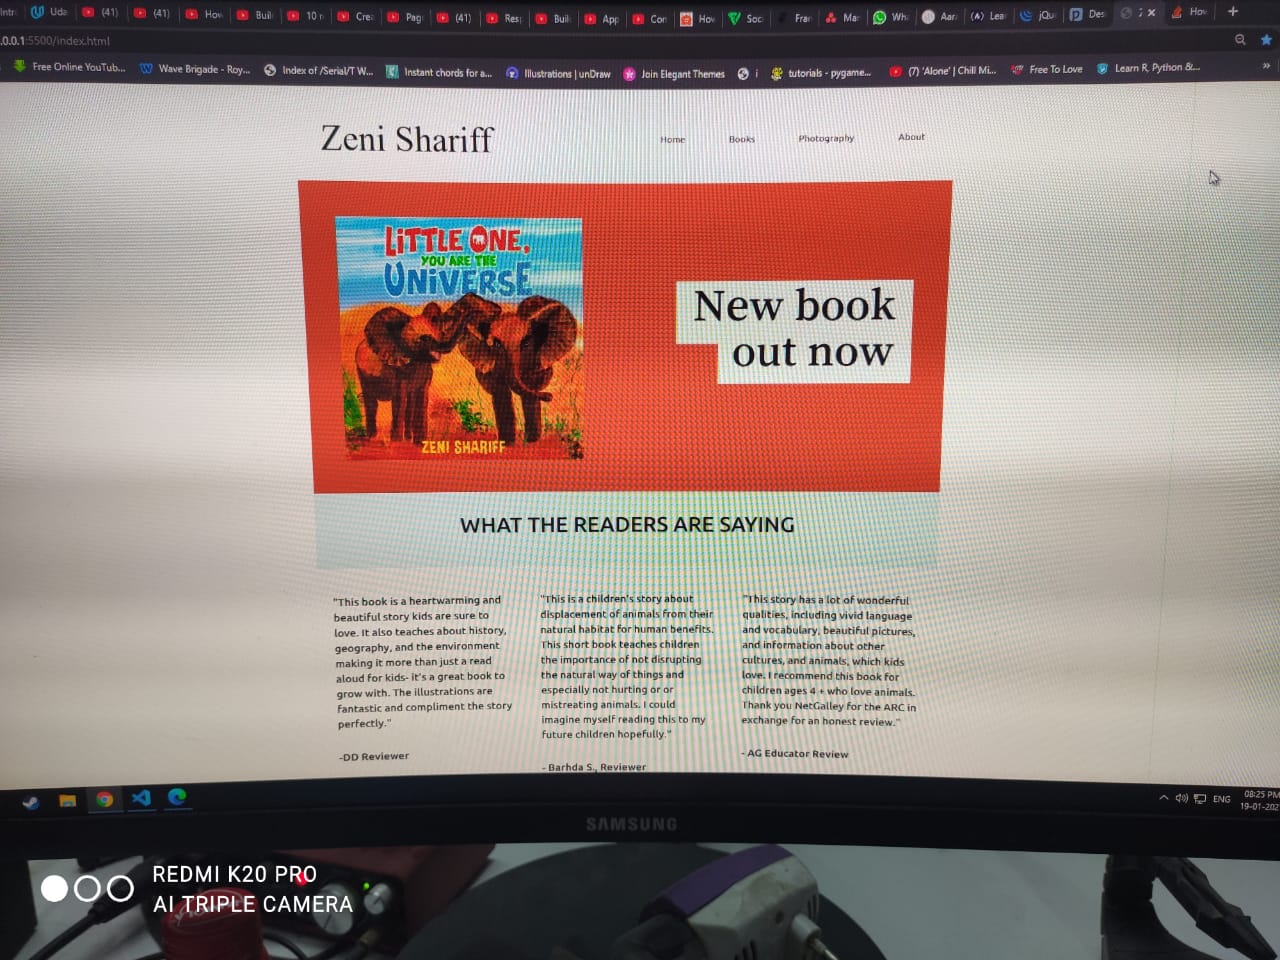 Uda
(41)
(41)
How
Buil
10 n
Cre
Pag
(41)
Res
Buil
App
Con
How
Soc
Fra
Ma
Wh
Aar
Lea
jQu
Des
How
.0.0.1:5500/index.html
Free Online YouTub...
Wave Brigade - Roy...
Index of /Serial/T W...
Instant chords for a...
Illustrations | unDraw
Join Elegant Themes
i
tutorials - pygame...
(7) 'Alone' | Chill Mi...
Free To Love
Learn R, Python &...
»
Zeni Shariff
Home
Books
Photography
About
LiTTLE ONE,
YOU ARE THE
UNiVERSE
ZENI SHARIFF
New book
out now
WHAT THE READERS ARE SAYING
"This book is a heartwarming and
beautiful story kids are sure to
love. It also teaches about history,
geography, and the environment
making it more than just a read
aloud for kids- it's a great book to
grow with. The illustrations are
fantastic and compliment the story
perfectly."
-DD Reviewer
"This is a children's story about
displacement of animals from their
natural habitat for human benefits.
This short book teaches children
the importance of not disrupting
the natural way of things and
especially not hurting or or
mistreating animals. I could
imagine myself reading this to my
future children hopefully."
- Barhda S., Reviewer
"This story has a lot of wonderful
qualities, including vivid language
and vocabulary, beautiful pictures,
and information about other
cultures, and animals, which kids
love. I recommend this book for
children ages 4 + who love animals.
Thank you NetGalley for the ARC in
exchange for an honest review."
- AG Educator Review
ENG
08:25 PM
19-01-202
SAMSUNG
REDMI K20 PRO
AI TRIPLE CAMERA